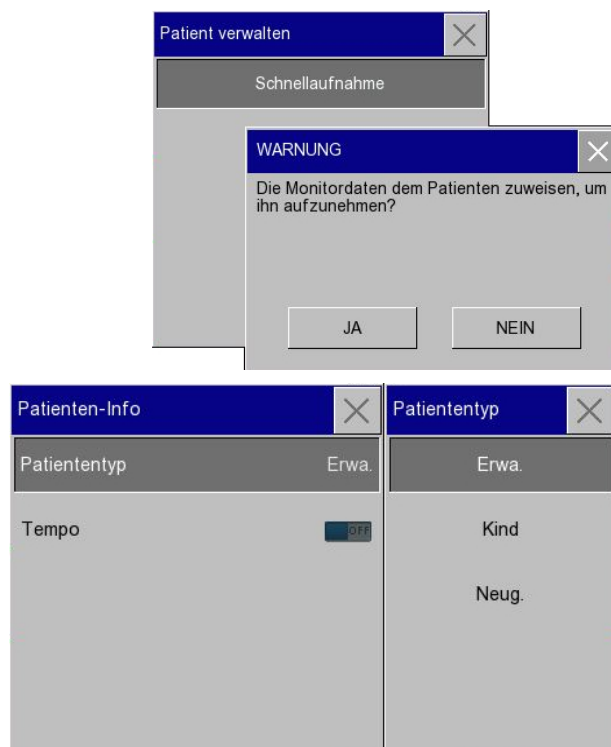 Patient verwalten
Schnellaufnahme
WARNUNG
Die Monitordaten dem Patienten zuweisen, um
ihn aufzunehmen?
JA NEIN
Patienten-Info
Patiententyp Erwa.
Tempo OFF
Patiententyp
Erwa.
Kind
Neug.